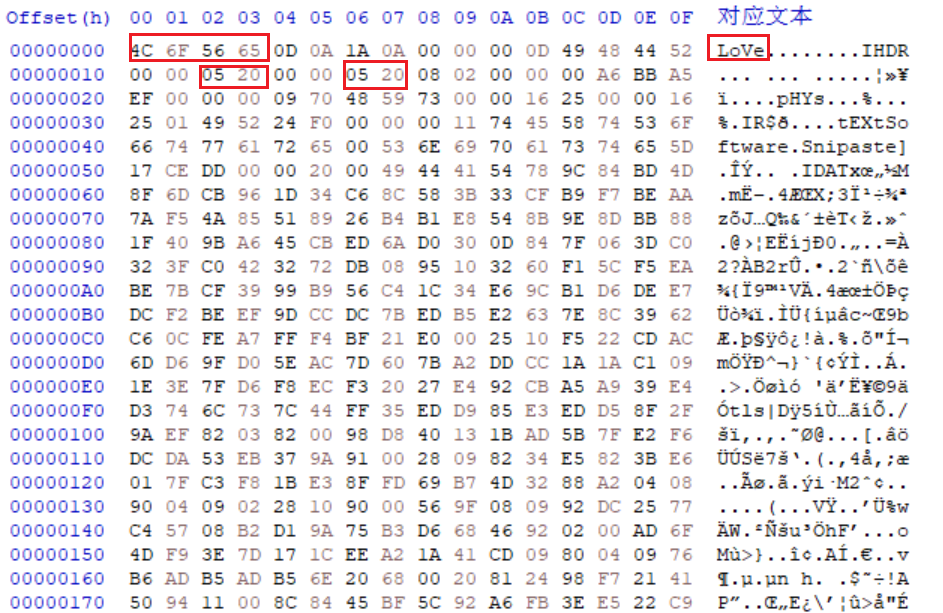 Offset(h) 00 01 02 03 04 05 06 07 08 09 0A 0B 0C 0D 0E 0F 对应文本
00000000 4C 6F 56 65 0D 0A 1A 0A 00 00 00 0D 49 48 44 52 LoVe........IHDR
00000010 00 00 05 20 00 00 05 20 08 02 00 00 00 A6 BB A5 ... ... .....¦»¥
00000020 EF 00 00 00 09 70 48 59 73 00 00 16 25 00 00 16 ï....pHYs...%...
00000030 25 01 49 52 24 F0 00 00 00 11 74 45 58 74 53 6F %.IR$ð....tEXtSo
00000040 66 74 77 61 72 65 00 53 6E 69 70 61 73 74 65 5D ftware.Snipaste]
00000050 17 CE DD 00 00 20 00 49 44 41 54 78 9C 84 BD 4D .ÎÝ.. .IDATxœ„½M
00000060 8F 6D CB 96 1D 34 C6 8C 58 3B 33 CF B9 F7 BE AA .mË–.4ÆŒX;3Ï¹÷¾ª
00000070 7A F5 4A 85 51 89 26 B4 B1 E8 54 8B 9E 8D BB 88 zõJ…Q‰&´±èT‹ž.»ˆ
00000080 1F 40 9B A6 45 CB ED 6A D0 30 0D 84 7F 06 3D C0 .@›¦EËíjÐ0.„..=À
00000090 32 3F C0 42 32 72 DB 08 95 10 32 60 F1 5C F5 EA 2?ÀB2rÛ.•.2`ñ\õê
000000A0 BE 7B CF 39 99 B9 56 C4 1C 34 E6 9C B1 D6 DE E7 ¾{Ï9™¹VÄ.4æœ±ÖÞç
000000B0 DC F2 BE EF 9D CC DC 7B ED B5 E2 63 7E 8C 39 62 Üò¾ï.ÌÜ{íµâc~Œ9b
000000C0 C6 0C FE A7 FF F4 BF 21 E0 00 25 10 F5 22 CD AC Æ.þ§ÿô¿!à.%.õ"Í¬
000000D0 6D D6 9F D0 5E AC 7D 60 7B A2 DD CC 1A 1A C1 09 mÖŸÐ^¬}`{¢ÝÌ..Á.
000000E0 1E 3E 7F D6 F8 EC F3 20 27 E4 92 CB A5 A9 39 E4 .>.Öøìó 'ä’Ë¥©9ä
000000F0 D3 74 6C 73 7C 44 FF 35 ED D9 85 E3 ED D5 8F 2F Ótls|Dÿ5íÙ…ãíÕ./
00000100 9A EF 82 03 82 00 98 D8 40 13 1B AD 5B 7F E2 F6 šï‚.‚.˜Ø@...[.âö
00000110 DC DA 53 EB 37 9A 91 00 28 09 82 34 E5 82 3B E6 ÜÚSë7š‘.(.‚4å‚;æ
00000120 01 7F C3 F8 1B E3 8F FD 69 B7 4D 32 88 A2 04 08 ..Ãø.ã.ýi·M2ˆ¢..
00000130 90 04 09 02 28 10 90 00 56 9F 08 09 92 DC 25 77 ....(...VŸ..’Ü%w
00000140 C4 57 08 B2 D1 9A 75 B3 D6 68 46 92 02 00 AD 6F ÄW.²Ñšu³ÖhF’...o
00000150 4D F9 3E 7D 17 1C EE A2 1A 41 CD 09 80 04 09 76 Mù>}..î¢.AÍ.€..v
00000160 B6 AD B5 AD B5 6E 20 68 00 20 81 24 98 F7 21 41 ¶.µ.µn h. .$˜÷!A
00000170 50 94 11 00 8C 84 45 BF 5C 92 A6 FB 3E E5 22 C9 P”..Œ„E¿\’¦û>å"É